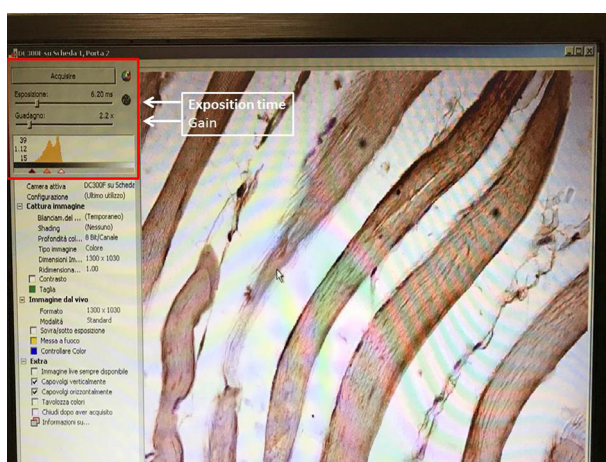 DC300F su Scheda 1, Porta 2
Acquisire
Esposizione: 6.20 ms
Guadagno: 2.2 x
Exposition time
Gain
39
1.12
15
Camera attiva DC300F su Scheda
Configurazione (Ultimo utilizzo)
Cattura immagine
Bilanciam.del ... (Temporaneo)
Shading (Nessuno)
Profondità col... 8 Bit/Canale
Tipo immagine Colore
Dimensioni Im... 1300 x 1030
Ridimensiona... 1.00
Contrasto
Taglia
Immagine dal vivo
Formato 1300 x 1030
Modalità Standard
Sovra/sotto esposizione
Messa a fuoco
Controllare Color
Extra
Immagine live sempre disponibile
Capovolgi verticalmente
Capovolgi orizzontalmente
Tavolozza colori
Chiudi dopo aver acquisito
Informazioni su...